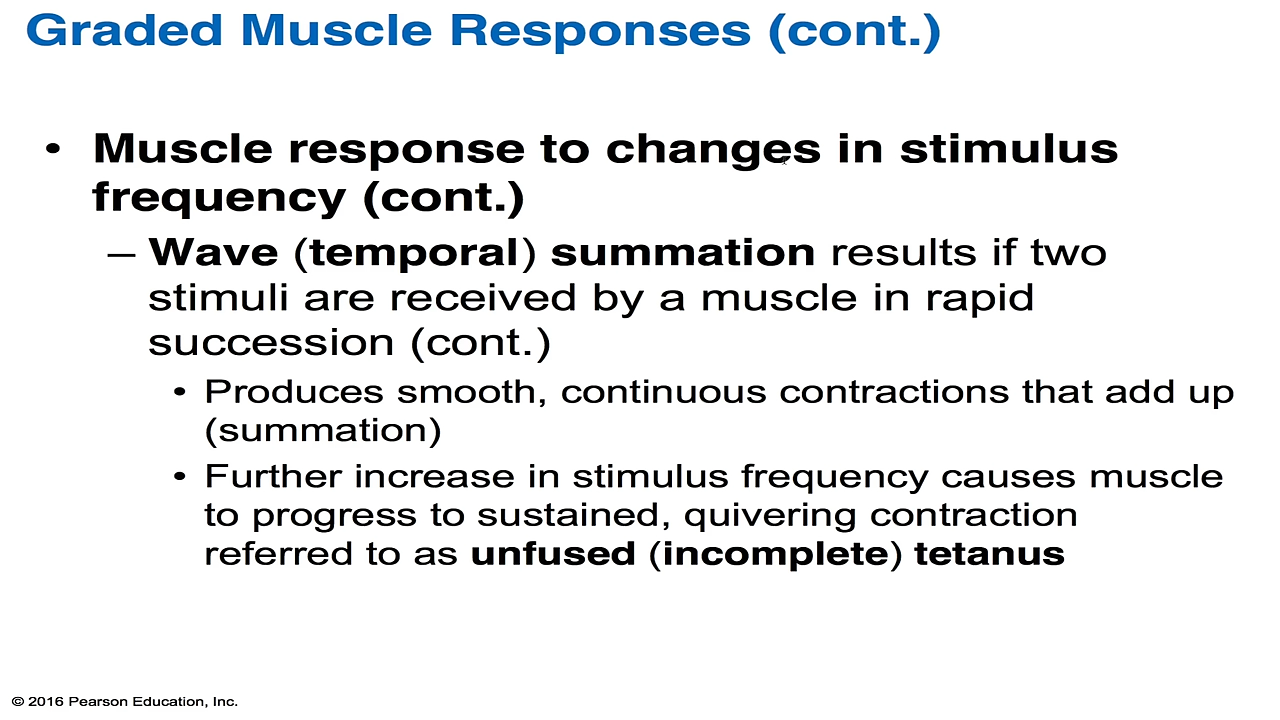 Graded Muscle Responses (cont.)
• Muscle response to changes in stimulus
frequency (cont.)
– Wave (temporal) summation results if two
stimuli are received by a muscle in rapid
succession (cont.)
• Produces smooth, continuous contractions that add up
(summation)
• Further increase in stimulus frequency causes muscle
to progress to sustained, quivering contraction
referred to as unfused (incomplete) tetanus
© 2016 Pearson Education, Inc.